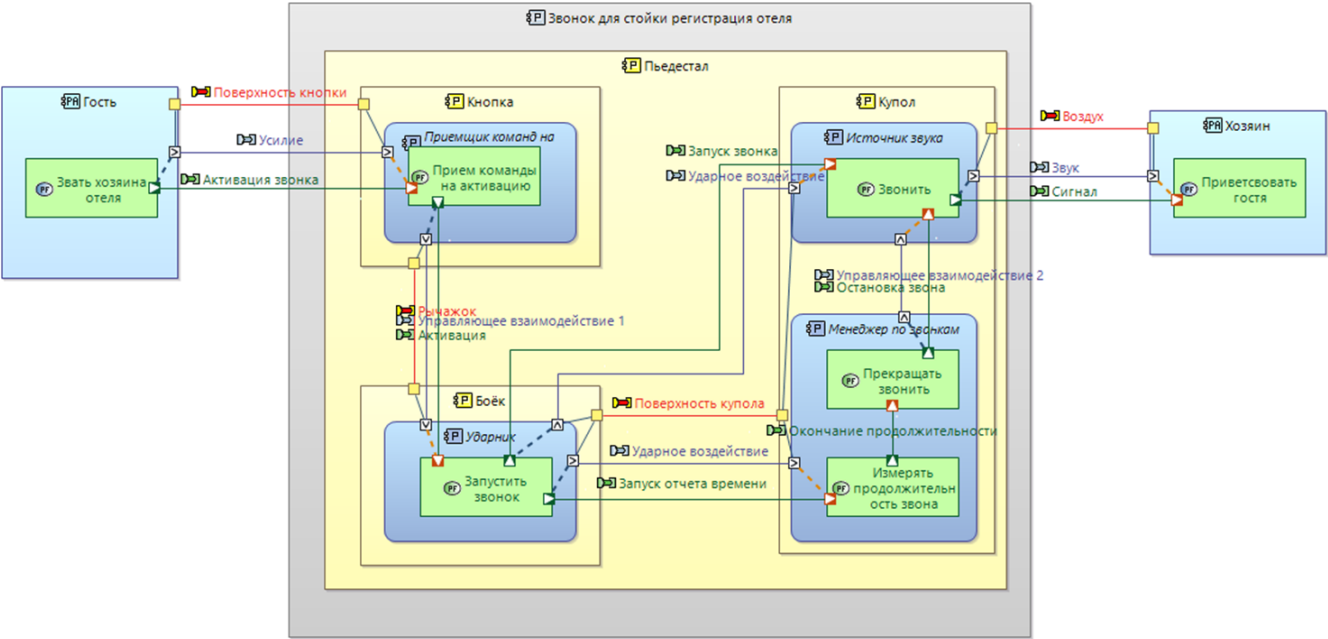 Звонок для стойки регистрация отеля
Пьедестал
Гость
Поверхность кнопки
Кнопка
Купол
Воздух
Хозяин
Усилие
Приемщик команд на
Источник звука
Запуск звонка
Ударное воздействие
Звук
Звать хозяина
отеля
Активация звонка
Прием команды
на активацию
Звонить
Сигнал
Приветсвовать
гостя
Управляющее взаимодействие 2
Остановка звона
Рычажок
Управляющее взаимодействие 1
Активация
Менеджер по звонкам
Прекращать
звонить
Боёк
Поверхность купола
Окончание продолжительности
Ударник
Ударное воздействие
Запустить
звонок
Запуск отчета времени
Измерять
продолжительн
ость звона